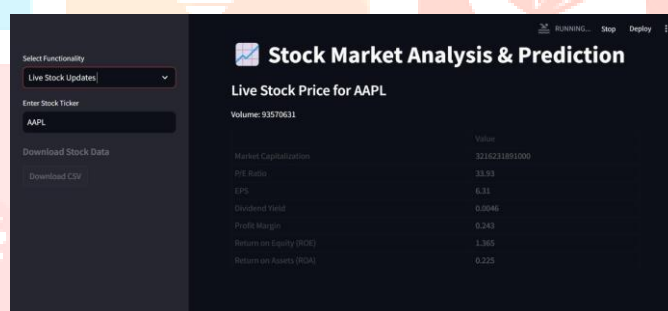 RUNNING... Stop Deploy
Select Functionality
Live Stock Updates
Enter Stock Ticker
AAPL
Download Stock Data
Download CSV
Stock Market Analysis & Prediction
Live Stock Price for AAPL
Volume: 93570631
Value
Market Capitalization 3216231891000
P/E Ratio 33.93
EPS 6.31
Dividend Yield 0.0046
Profit Margin 0.243
Return on Equity (ROE) 1.365
Return on Assets (ROA) 0.225